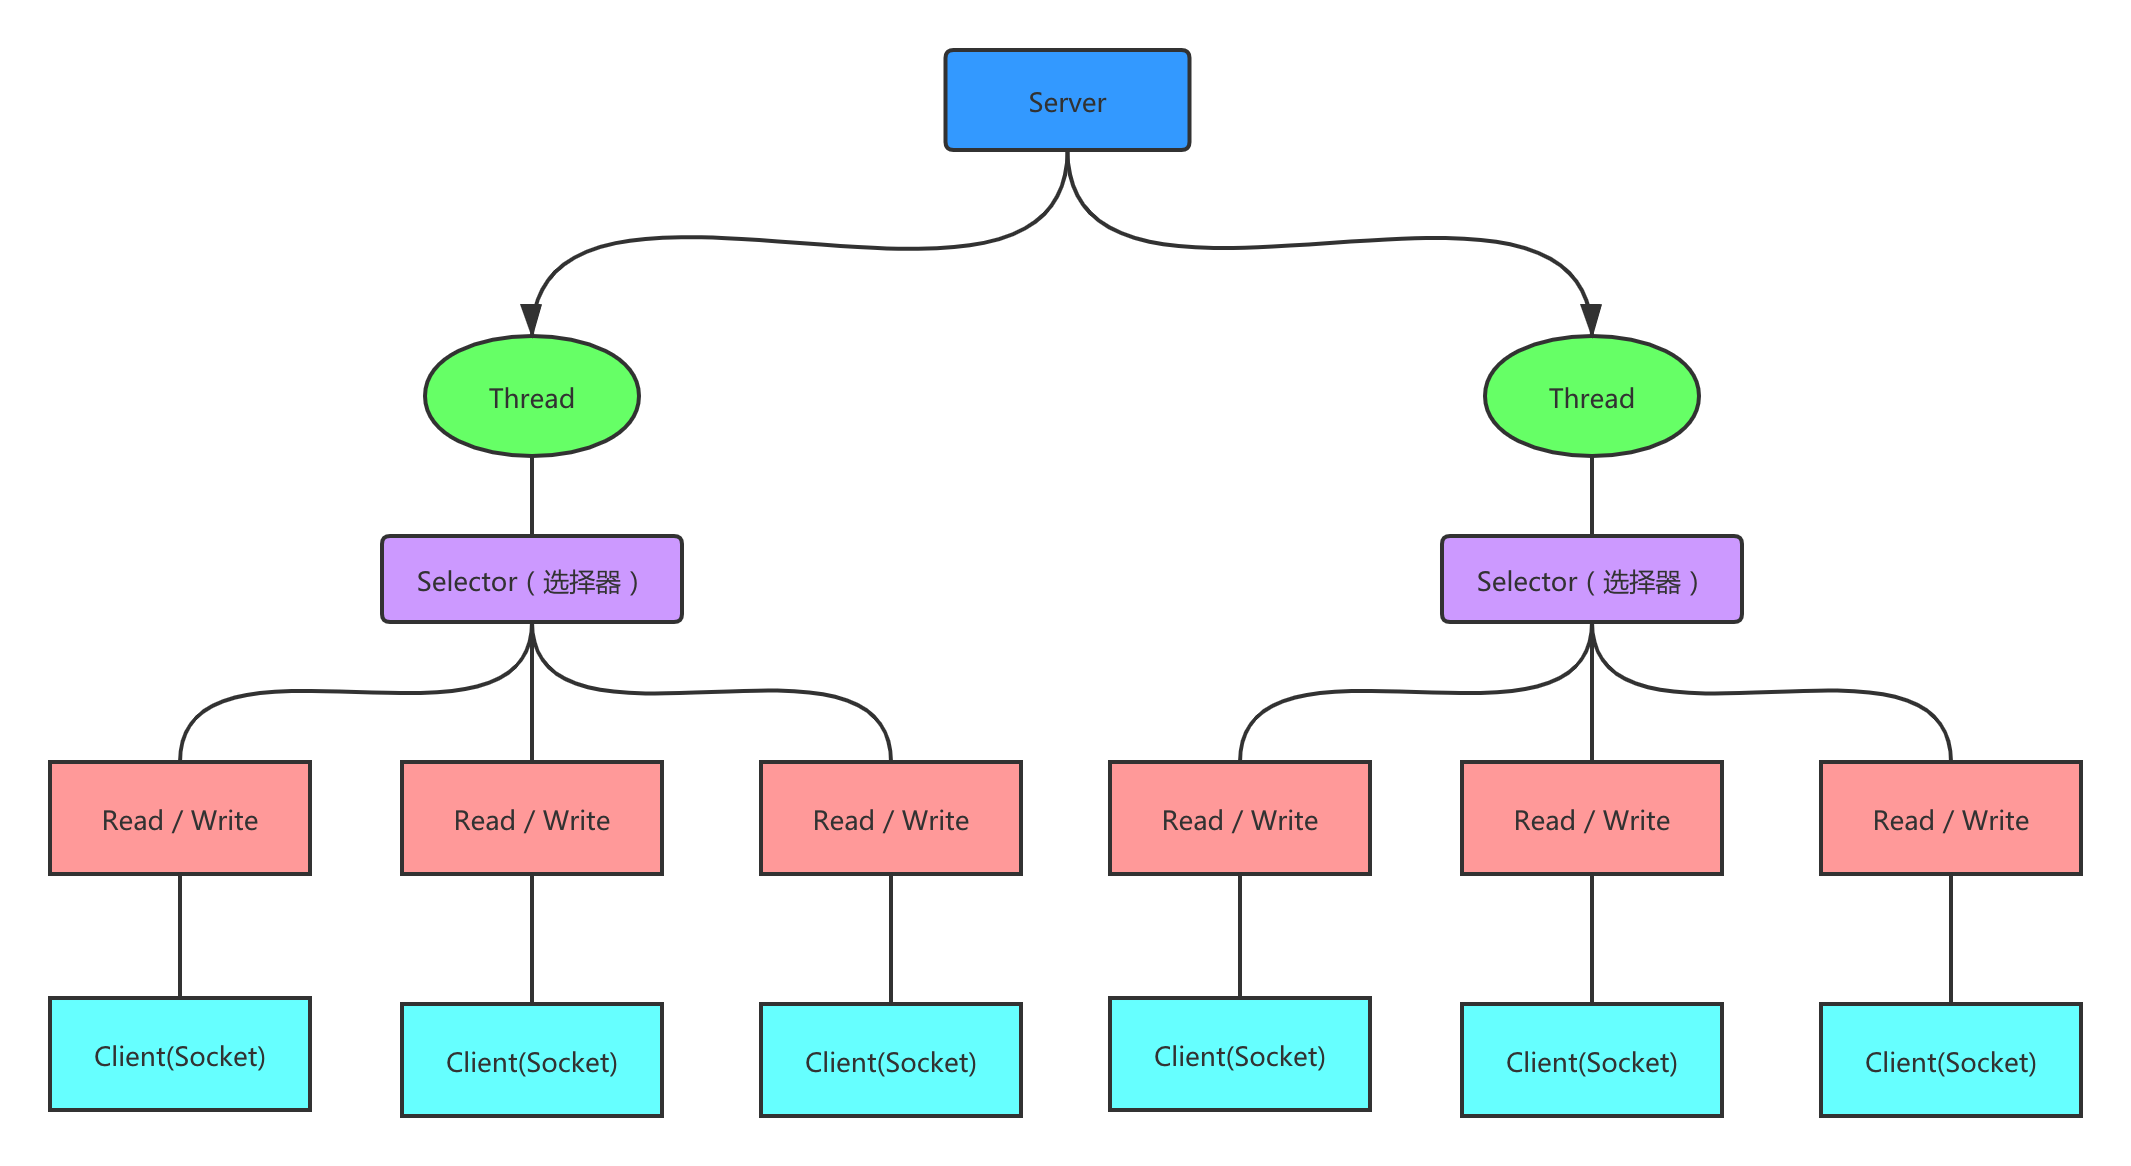 Server
Thread
Thread
Selector（选择器）
Selector（选择器）
Read / Write
Read / Write
Read / Write
Read / Write
Read / Write
Read / Write
Client(Socket)
Client(Socket)
Client(Socket)
Client(Socket)
Client(Socket)
Client(Socket)